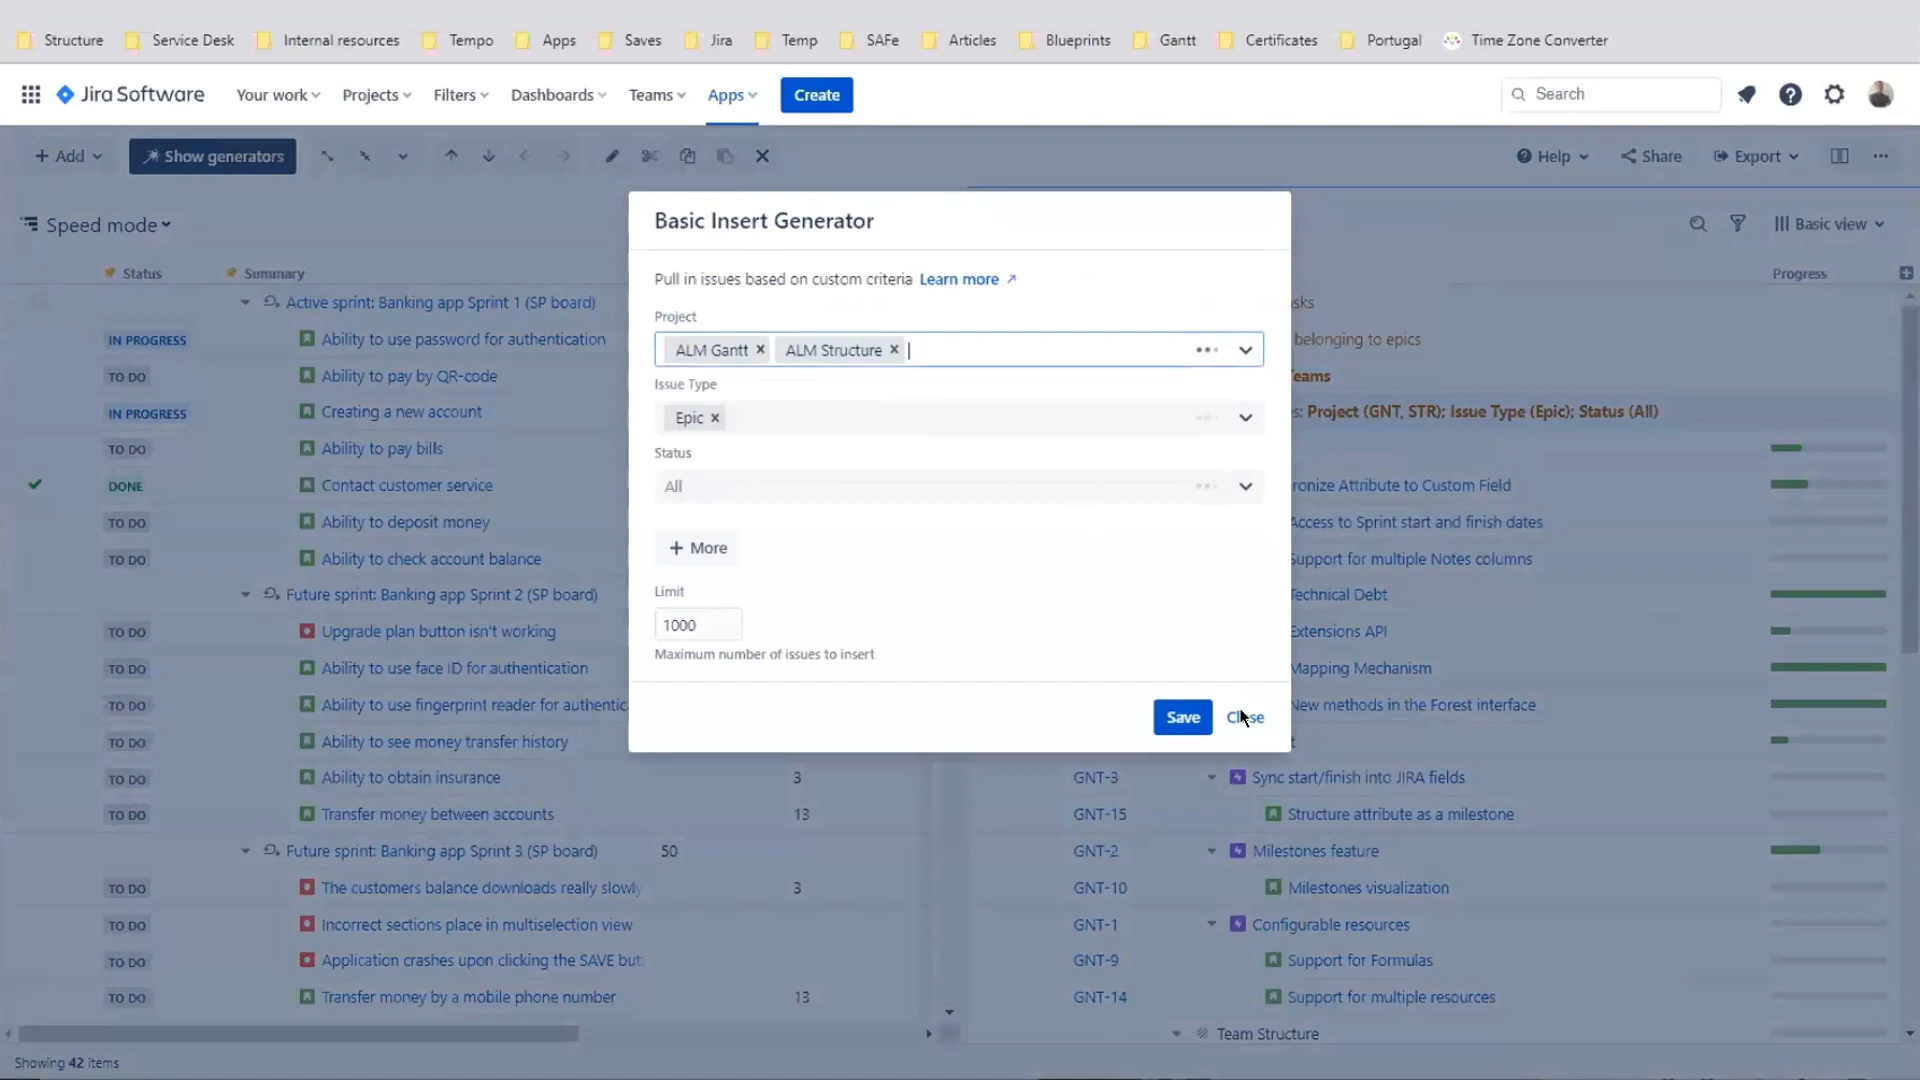 Structure Service Desk Internal resources Tempo Apps Saves Jira Temp SAFe Articles Blueprints Gantt Certificates Portugal Time Zone Converter
Jira Software Your work Projects Filters Dashboards Teams Apps Create Search
+ Add Show generators Help Share Export
Speed mode Basic view
Status Summary Progress
Basic Insert Generator
Pull in issues based on custom criteria Learn more
Project
ALM Gantt × ALM Structure ×
Issue Type
Epic ×
Status
All
+ More
Limit
1000
Maximum number of issues to insert
Save Close
Active sprint: Banking app Sprint 1 (SP board)
IN PROGRESS Ability to use password for authentication
TO DO Ability to pay by QR-code
IN PROGRESS Creating a new account
TO DO Ability to pay bills
DONE Contact customer service
TO DO Ability to deposit money
TO DO Ability to check account balance
Future sprint: Banking app Sprint 2 (SP board)
TO DO Upgrade plan button isn't working
TO DO Ability to use face ID for authentication
TO DO Ability to use fingerprint reader for authentic
TO DO Ability to see money transfer history
TO DO Ability to obtain insurance 3
TO DO Transfer money between accounts 13
Future sprint: Banking app Sprint 3 (SP board) 50
TO DO The customers balance downloads really slowly 3
TO DO Incorrect sections place in multiselection view
TO DO Application crashes upon clicking the SAVE but
TO DO Transfer money by a mobile phone number 13
belonging to epics
: Project (GNT, STR); Issue Type (Epic); Status (All)
ronize Attribute to Custom Field
Access to Sprint start and finish dates
Support for multiple Notes columns
Technical Debt
Extensions API
Mapping Mechanism
New methods in the Forest interface
GNT-3 Sync start/finish into JIRA fields
GNT-15 Structure attribute as a milestone
GNT-2 Milestones feature
GNT-10 Milestones visualization
GNT-1 Configurable resources
GNT-9 Support for Formulas
GNT-14 Support for multiple resources
Team Structure
Showing 42 items